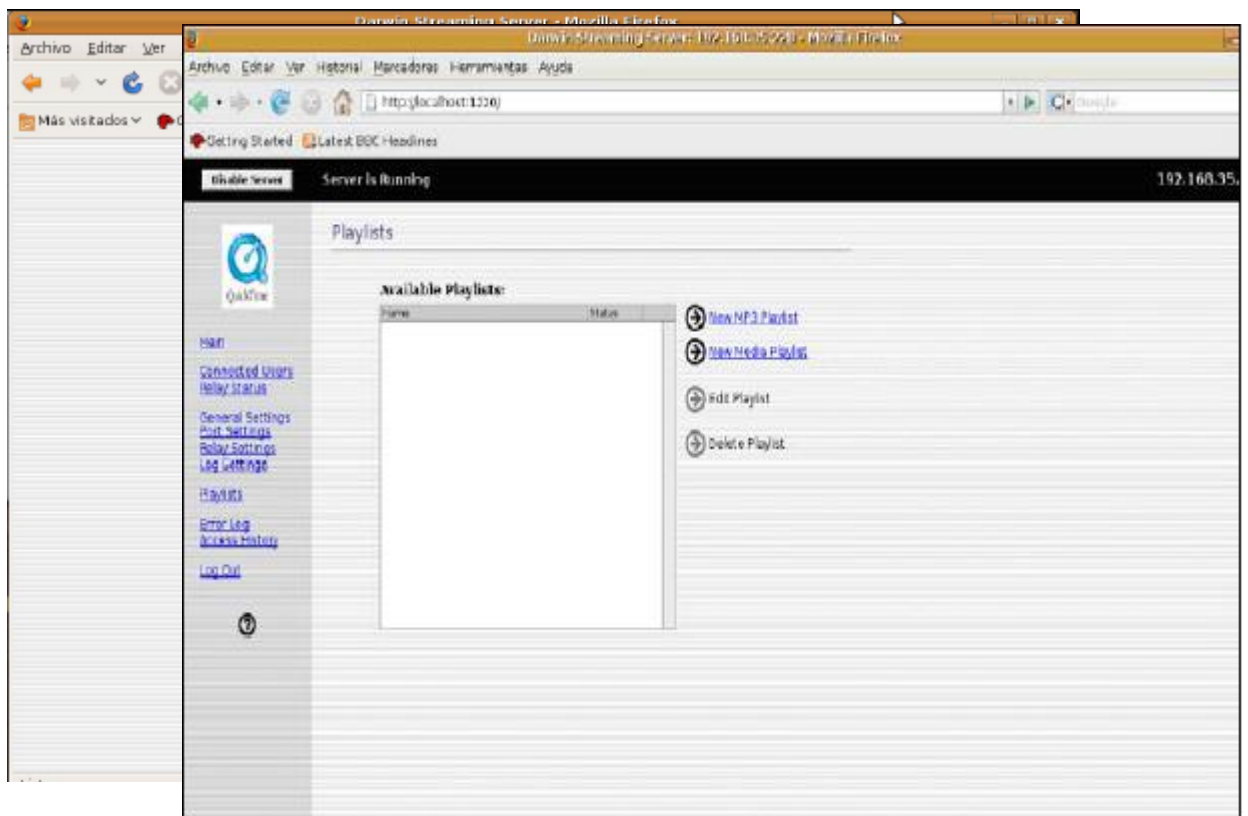 Darwin Streaming Server - Mozilla Firefox
Archivo Editar Ver
Más visitados
Archivo Editar Ver Historial Marcadores Herramientas Ayuda
Google
Getting Started Latest BBC Headlines
Disable Server Server is Running 192.168.35.
QuickTime
Playlists
Available Playlists:
Name Status
New MP3 Playlist
New Media Playlist
Edit Playlist
Delete Playlist
Main
Connected Users
Relay Status
General Settings
Port Settings
Relay Settings
Log Settings
Playlists
Error Log
Access History
Log Out